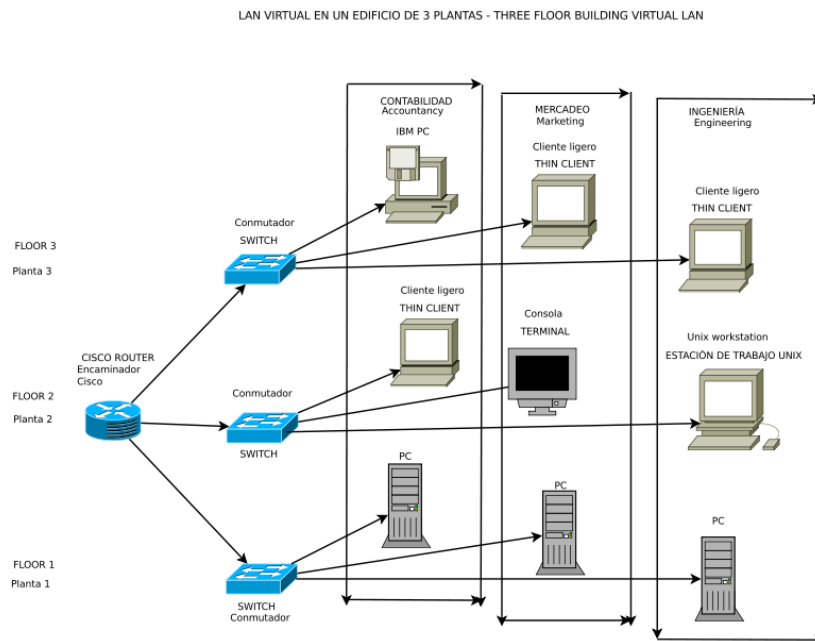 LAN VIRTUAL EN UN EDIFICIO DE 3 PLANTAS - THREE FLOOR BUILDING VIRTUAL LAN
CONTABILIDAD
Accountancy
IBM PC
MERCADEO
Marketing
Cliente ligero
THIN CLIENT
INGENIERÍA
Engineering
Cliente ligero
THIN CLIENT
Conmutador
SWITCH
FLOOR 3
Planta 3
Cliente ligero
THIN CLIENT
Consola
TERMINAL
Unix workstation
ESTACIÓN DE TRABAJO UNIX
CISCO ROUTER
Encaminador
Cisco
FLOOR 2
Planta 2
Conmutador
SWITCH
PC
PC
PC
FLOOR 1
Planta 1
SWITCH
Conmutador